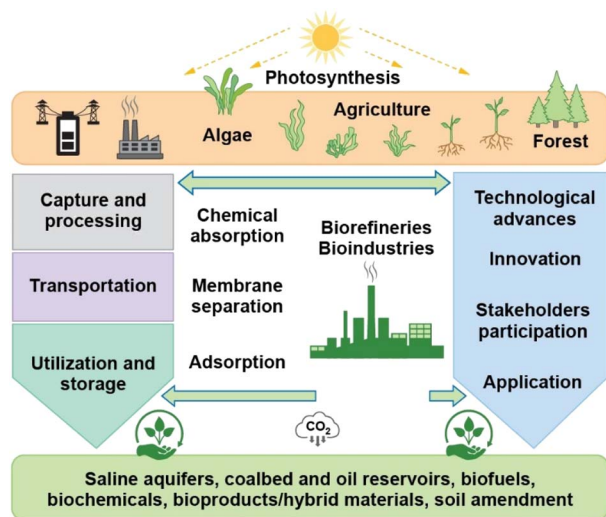 Photosynthesis
Algae
Agriculture
Forest
Capture and
processing
Transportation
Utilization and
storage
Chemical
absorption
Membrane
separation
Adsorption
Biorefineries
Bioindustries
CO₂
Technological
advances
Innovation
Stakeholders
participation
Application
Saline aquifers, coalbed and oil reservoirs, biofuels,
biochemicals, bioproducts/hybrid materials, soil amendment